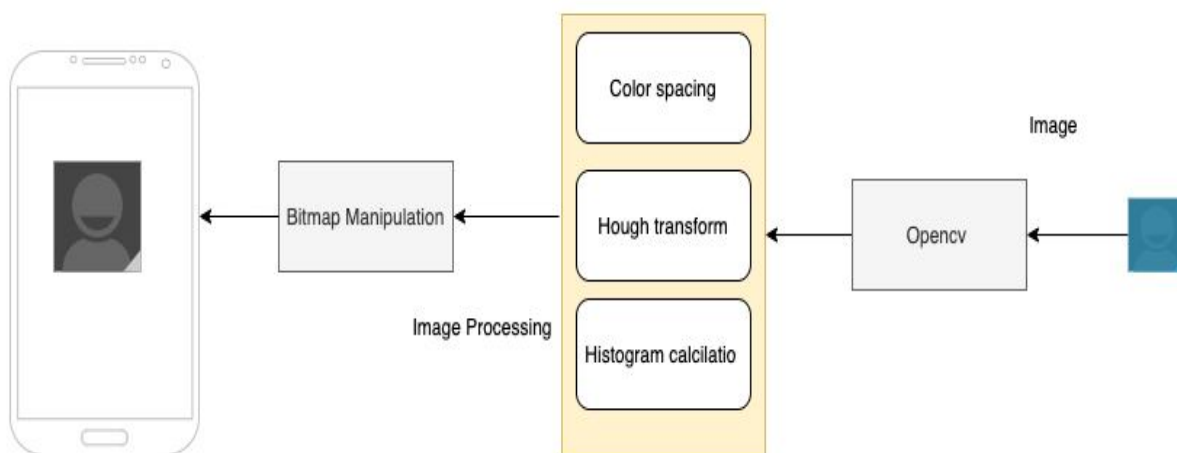 Color spacing
Image
Bitmap Manipulation
Hough transform
Opencv
Image Processing
Histogram calcilatio